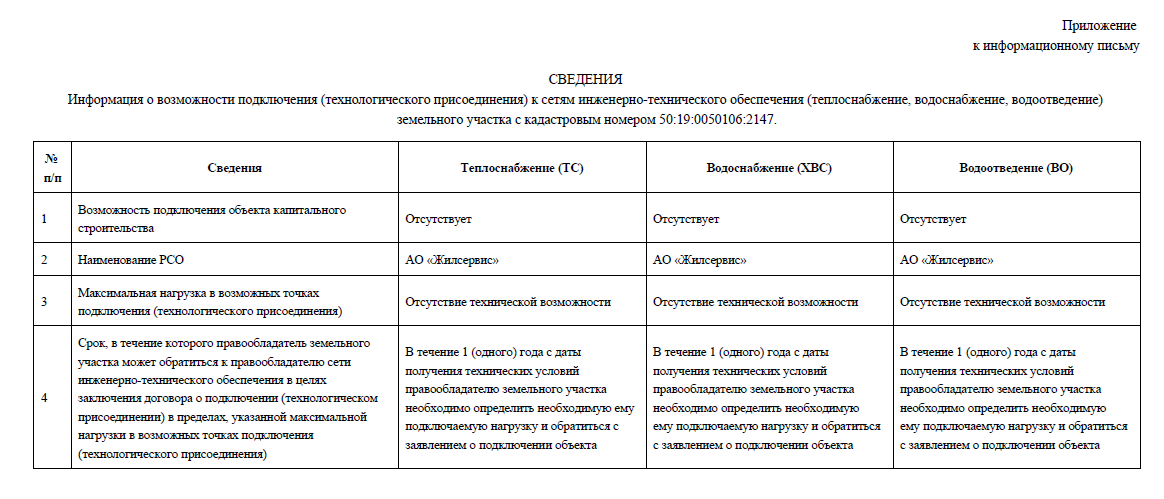 Приложение
к информационному письму
СВЕДЕНИЯ
Информация о возможности подключения (технологического присоединения) к сетям инженерно-технического обеспечения (теплоснабжение, водоснабжение, водоотведение)
земельного участка с кадастровым номером 50:19:0050106:2147.
№
п/п
Сведения
Теплоснабжение (ТС)
Водоснабжение (ХВС)
Водоотведение (ВО)
1
Возможность подключения объекта капитального
строительства
Отсутствует
Отсутствует
Отсутствует
2
Наименование РСО
АО «Жилсервис»
АО «Жилсервис»
АО «Жилсервис»
3
Максимальная нагрузка в возможных точках
подключения (технологического присоединения)
Отсутствие технической возможности
Отсутствие технической возможности
Отсутствие технической возможности
4
Срок, в течение которого правообладатель земельного
участка может обратиться к правообладателю сети
инженерно-технического обеспечения в целях
заключения договора о подключении (технологическом
присоединении) в пределах, указанной максимальной
нагрузки в возможных точках подключения
(технологического присоединения)
В течение 1 (одного) года с даты
получения технических условий
правообладателю земельного участка
необходимо определить необходимую ему
подключаемую нагрузку и обратиться с
заявлением о подключении объекта
В течение 1 (одного) года с даты
получения технических условий
правообладателю земельного участка
необходимо определить необходимую
ему подключаемую нагрузку и обратиться
с заявлением о подключении объекта
В течение 1 (одного) года с даты
получения технических условий
правообладателю земельного участка
необходимо определить необходимую
ему подключаемую нагрузку и обратиться
с заявлением о подключении объекта